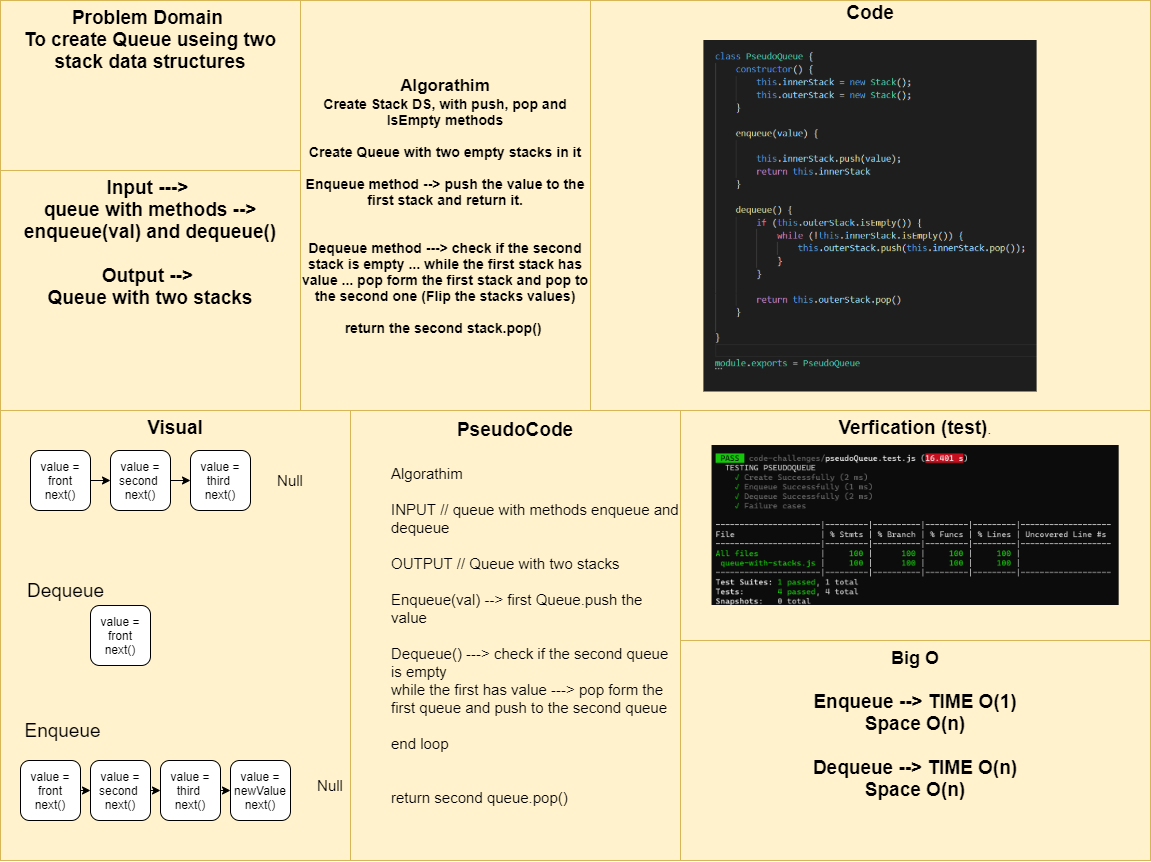 Problem Domain
To create Queue useing two
stack data structures
Input --->
queue with methods -->
enqueue(val) and dequeue()
Output -->
Queue with two stacks
Algorathim
Create Stack DS, with push, pop and
IsEmpty methods
Create Queue with two empty stacks in it
Enqueue method --> push the value to the
first stack and return it.
Dequeue method ---> check if the second
stack is empty ... while the first stack has
value ... pop form the first stack and pop to
the second one (Flip the stacks values)
return the second stack.pop()
Code
class PseudoQueue {
constructor() {
this.innerStack = new Stack();
this.outerStack = new Stack();
}
enqueue(value) {
this.innerStack.push(value);
return this.innerStack
}
dequeue() {
if (this.outerStack.isEmpty()) {
while (!this.innerStack.isEmpty()) {
this.outerStack.push(this.innerStack.pop());
}
}
return this.outerStack.pop()
}
}
module.exports = PseudoQueue
Visual
value =
front
next()
value =
second
next()
value =
third
next()
Null
Dequeue
value =
front
next()
Enqueue
value =
front
next()
value =
second
next()
value =
third
next()
value =
newValue
next()
Null
PseudoCode
Algorathim
INPUT // queue with methods enqueue and
dequeue
OUTPUT // Queue with two stacks
Enqueue(val) --> first Queue.push the
value
Dequeue() ---> check if the second queue
is empty
while the first has value ---> pop form the
first queue and push to the second queue
end loop
return second queue.pop()
Verfication (test).
PASS code-challenges/pseudoQueue.test.js (16.401 s)
TESTING PSEUDOQUEUE
√ Create Successfully (2 ms)
√ Enqueue Successfully (1 ms)
√ Dequeue Successfully (2 ms)
√ Failure cases
----------------------|---------|----------|---------|---------|-------------------
File | % Stmts | % Branch | % Funcs | % Lines | Uncovered Line #s
----------------------|---------|----------|---------|---------|-------------------
All files | 100 | 100 | 100 | 100 |
queue-with-stacks.js | 100 | 100 | 100 | 100 |
----------------------|---------|----------|---------|---------|-------------------
Test Suites: 1 passed, 1 total
Tests: 4 passed, 4 total
Snapshots: 0 total
Big O
Enqueue --> TIME O(1)
Space O(n)
Dequeue --> TIME O(n)
Space O(n)